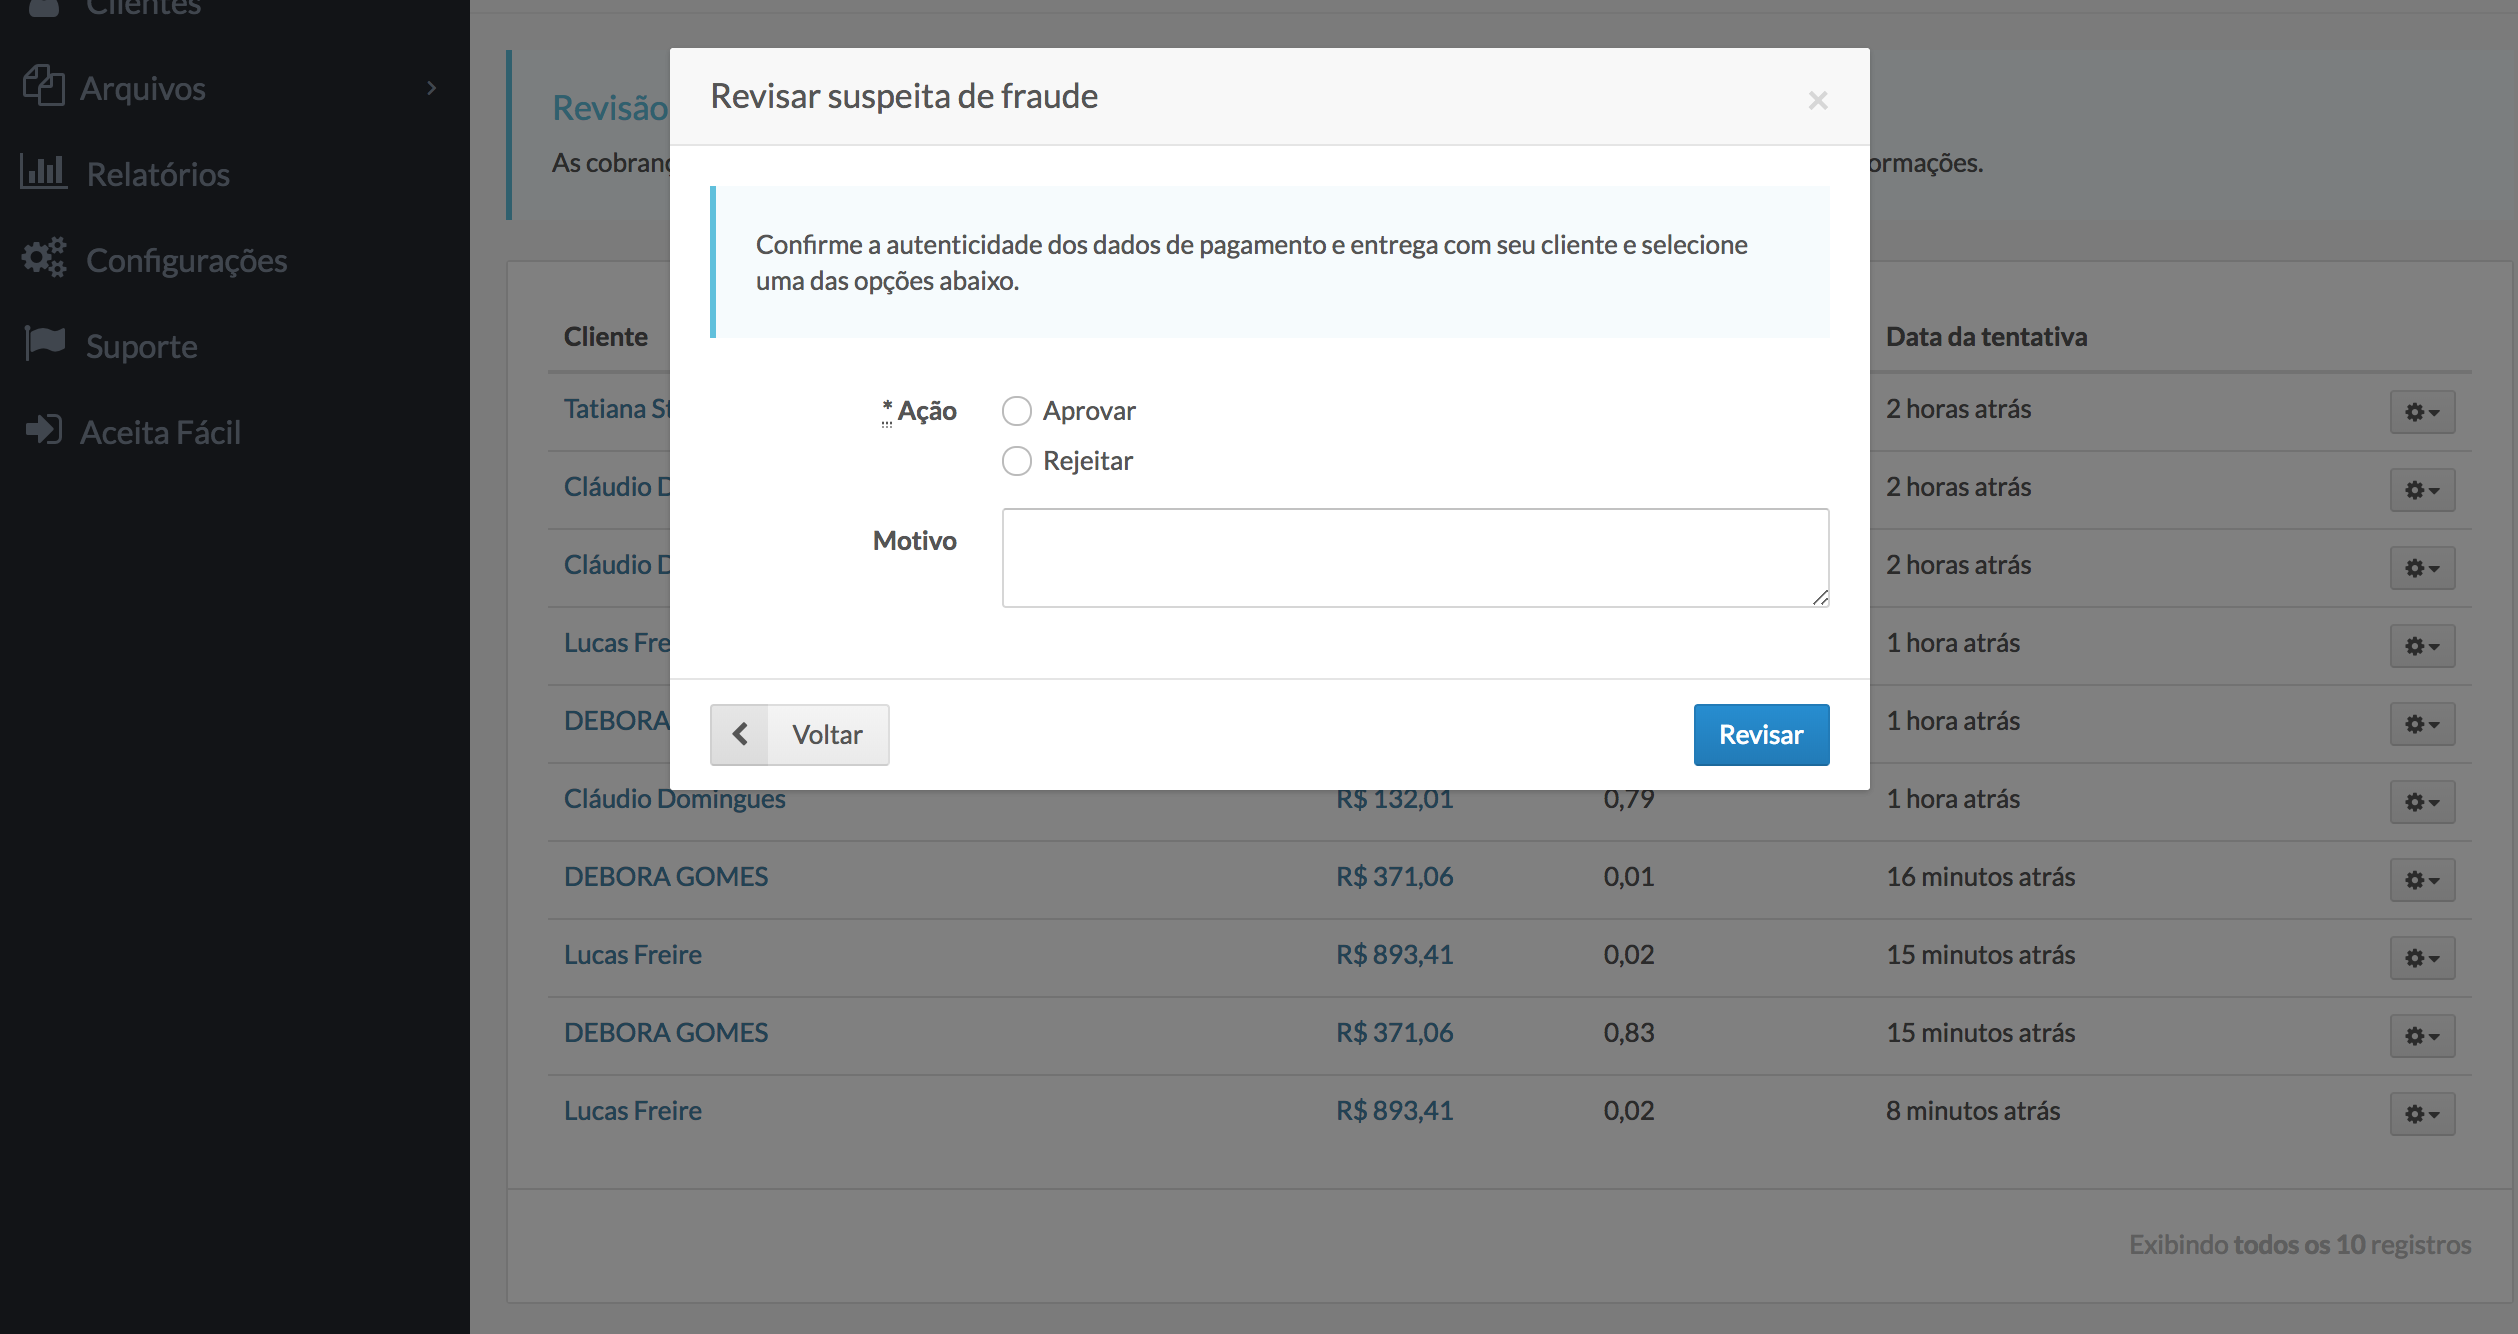 Clientes
Arquivos
Relatórios
Configurações
Suporte
Aceita Fácil
Revisão
As cobran
ormações.
Revisar suspeita de fraude
×
Confirme a autenticidade dos dados de pagamento e entrega com seu cliente e selecione
uma das opções abaixo.
* Ação
Aprovar
Rejeitar
Motivo
Voltar
Revisar
Cliente Data da tentativa
Tatiana 2 horas atrás
Cláudio 2 horas atrás
Cláudio 2 horas atrás
Lucas Fre 1 hora atrás
DEBORA 1 hora atrás
Cláudio Domingues R$ 132,01 0,79 1 hora atrás
DEBORA GOMES R$ 371,06 0,01 16 minutos atrás
Lucas Freire R$ 893,41 0,02 15 minutos atrás
DEBORA GOMES R$ 371,06 0,83 15 minutos atrás
Lucas Freire R$ 893,41 0,02 8 minutos atrás
Exibindo todos os 10 registros